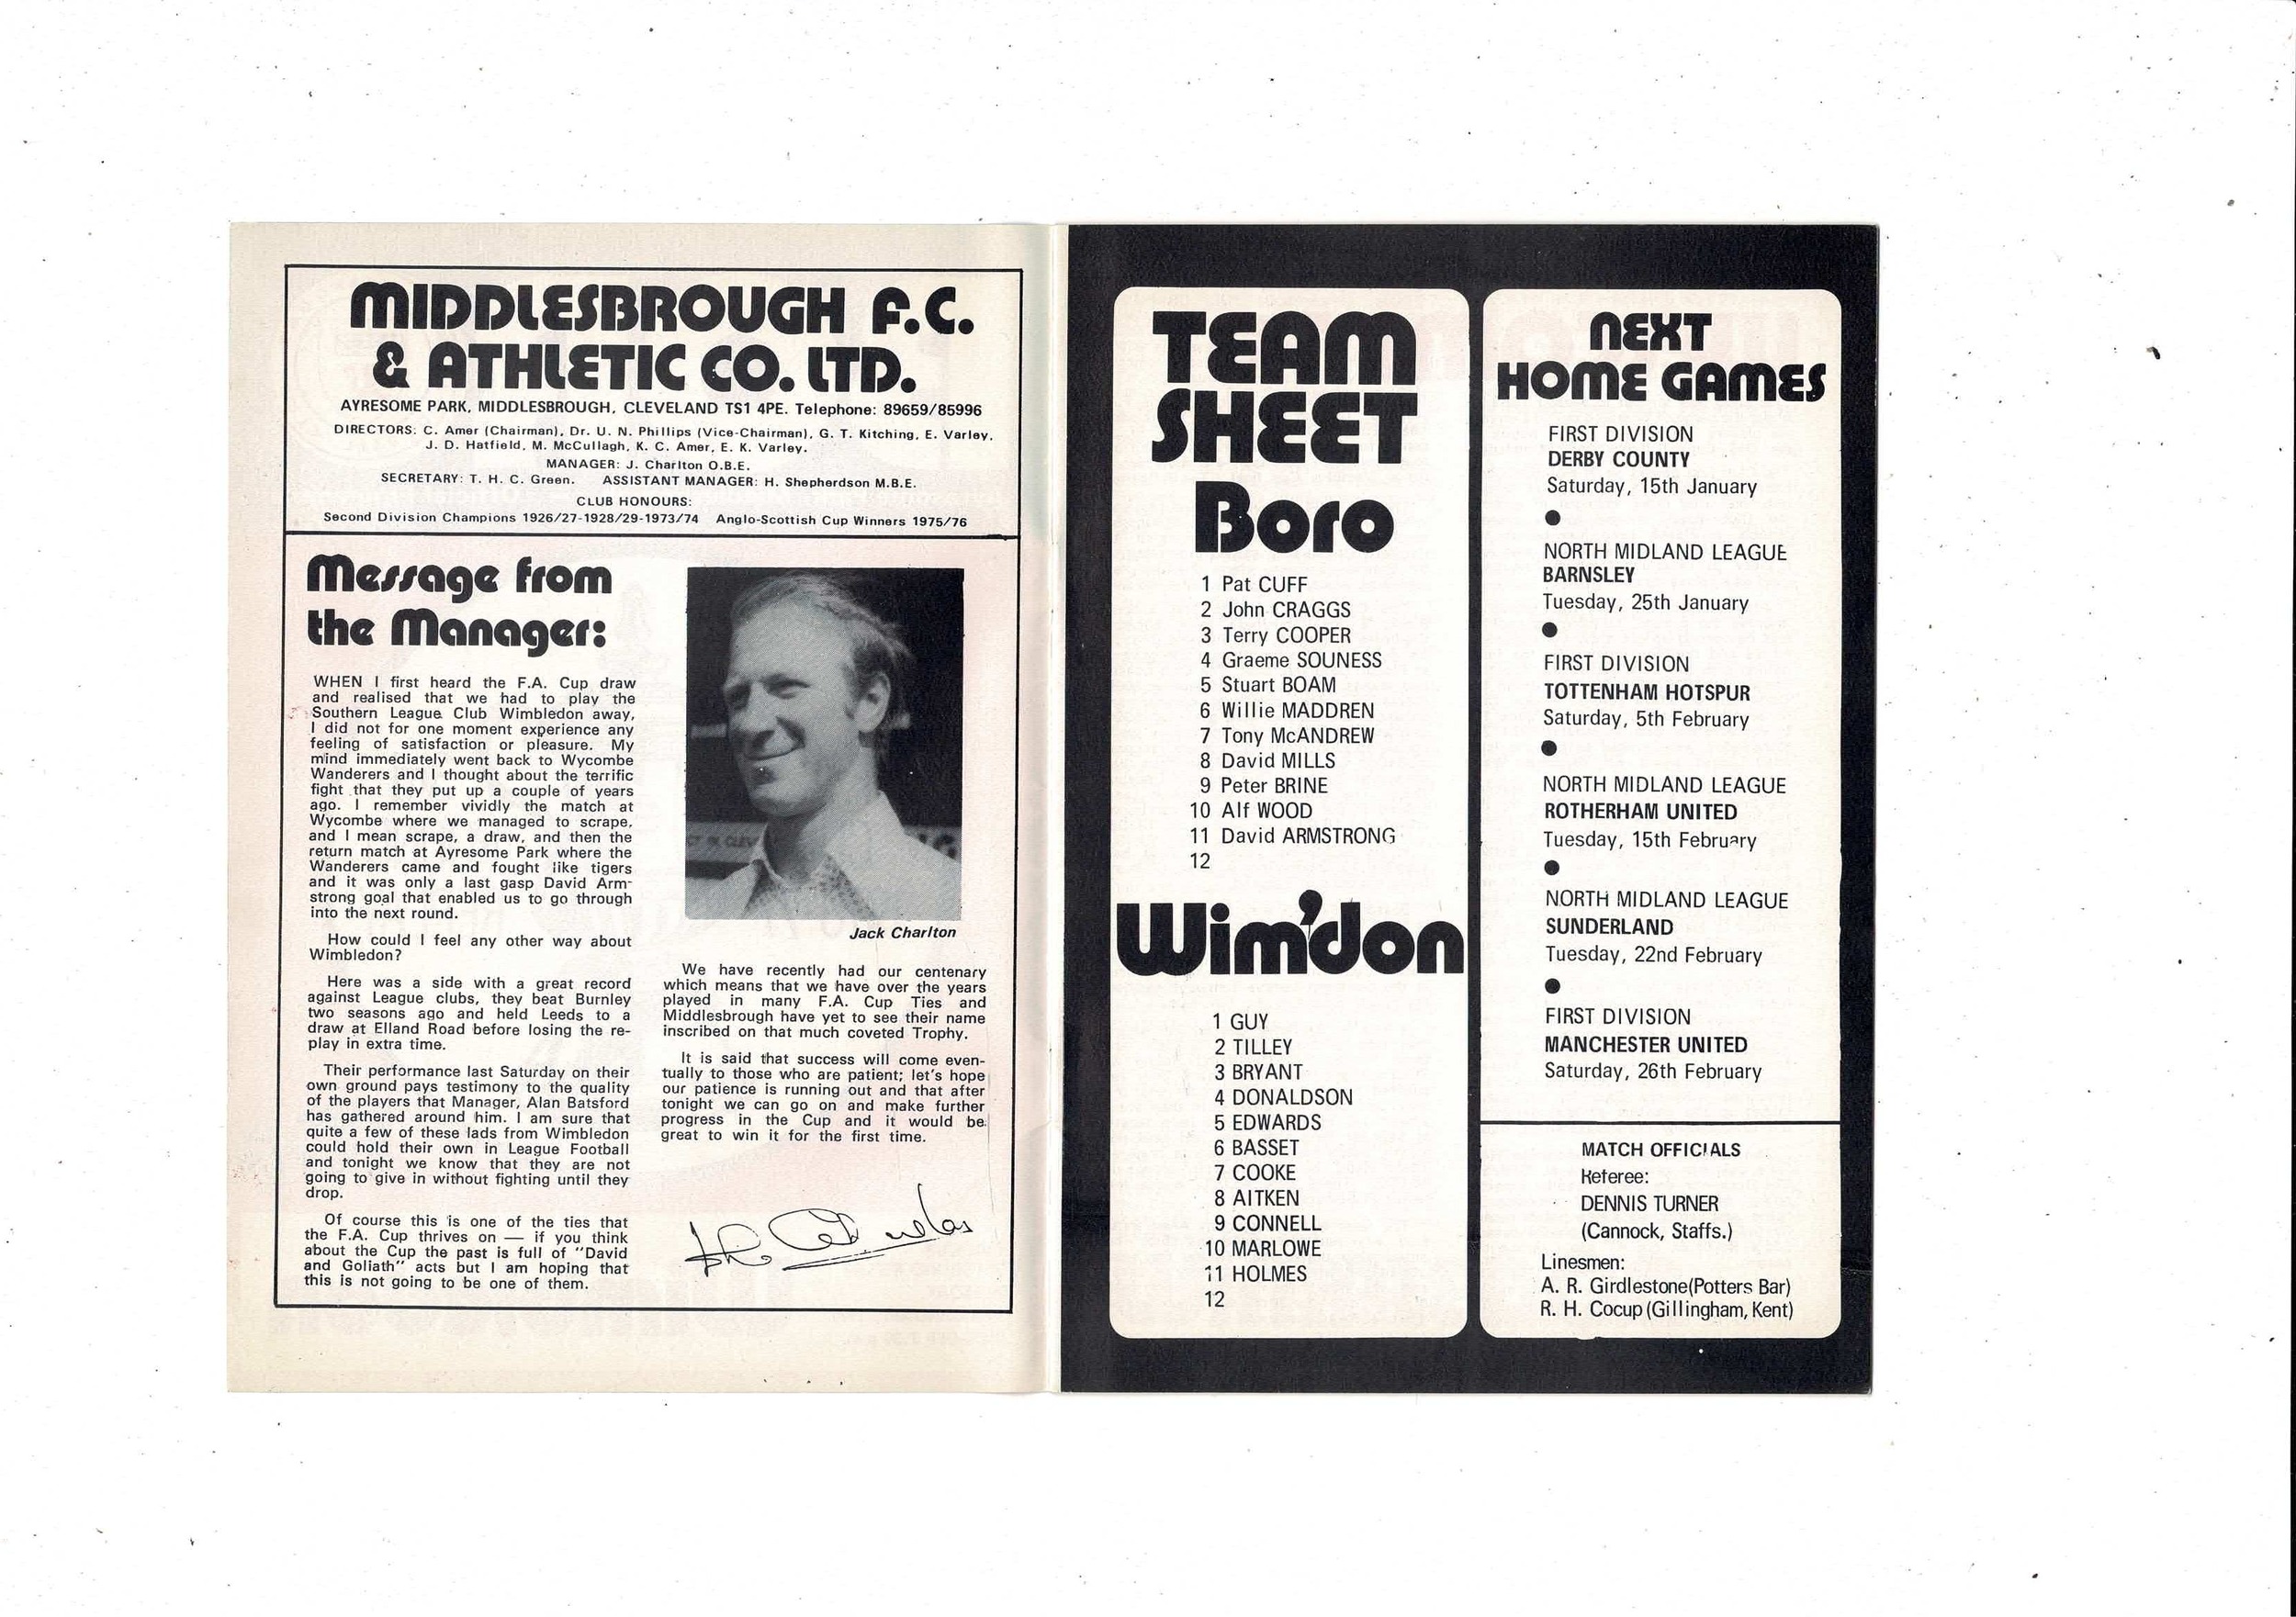 MIDDLESBROUGH F.C.
& ATHLETIC CO. LTD.
AYRESOME PARK, MIDDLESBROUGH, CLEVELAND TS1 4PE. Telephone: 89659/85996
DIRECTORS: C. Amer (Chairman), Dr. U. N. Phillips (Vice-Chairman), G. T. Kitching, E. Varley,
J. D. Hatfield, M. McCullagh, K. C. Amer, E. K. Varley.
MANAGER: J. Charlton O.B.E.
SECRETARY: T. H. C. Green. ASSISTANT MANAGER: H. Shepherdson M.B.E.
CLUB HONOURS:
Second Division Champions 1926/27-1928/29-1973/74 Anglo-Scottish Cup Winners 1975/76
Message from
the Manager:
WHEN I first heard the F.A. Cup draw
and realised that we had to play the
Southern League Club Wimbledon away,
I did not for one moment experience any
feeling of satisfaction or pleasure. My
mind immediately went back to Wycombe
Wanderers and I thought about the terrific
fight that they put up a couple of years
ago. I remember vividly the match at
Wycombe where we managed to scrape,
and I mean scrape, a draw, and then the
return match at Ayresome Park where the
Wanderers came and fought like tigers
and it was only a last gasp David Arm-
strong goal that enabled us to go through
into the next round.
How could I feel any other way about
Wimbledon?
Here was a side with a great record
against League clubs, they beat Burnley
two seasons ago and held Leeds to a
draw at Elland Road before losing the re-
play in extra time.
Their performance last Saturday on their
own ground pays testimony to the quality
of the players that Manager, Alan Batsford
has gathered around him. I am sure that
quite a few of these lads from Wimbledon
could hold their own in League Football
and tonight we know that they are not
going to give in without fighting until they
drop.
Of course this is one of the ties that
the F.A. Cup thrives on — if you think
about the Cup the past is full of "David
and Goliath" acts but I am hoping that
this is not going to be one of them.
Jack Charlton
We have recently had our centenary
which means that we have over the years
played in many F.A. Cup Ties and
Middlesbrough have yet to see their name
inscribed on that much coveted Trophy.
It is said that success will come even-
tually to those who are patient; let's hope
our patience is running out and that after
tonight we can go on and make further
progress in the Cup and it would be
great to win it for the first time.
TEAM
SHEET
Boro
1 Pat CUFF
2 John CRAGGS
3 Terry COOPER
4 Graeme SOUNESS
5 Stuart BOAM
6 Willie MADDREN
7 Tony McANDREW
8 David MILLS
9 Peter BRINE
10 Alf WOOD
11 David ARMSTRONG
12
Wim'don
1 GUY
2 TILLEY
3 BRYANT
4 DONALDSON
5 EDWARDS
6 BASSET
7 COOKE
8 AITKEN
9 CONNELL
10 MARLOWE
11 HOLMES
12
NEXT
HOME GAMES
FIRST DIVISION
DERBY COUNTY
Saturday, 15th January
NORTH MIDLAND LEAGUE
BARNSLEY
Tuesday, 25th January
FIRST DIVISION
TOTTENHAM HOTSPUR
Saturday, 5th February
NORTH MIDLAND LEAGUE
ROTHERHAM UNITED
Tuesday, 15th February
NORTH MIDLAND LEAGUE
SUNDERLAND
Tuesday, 22nd February
FIRST DIVISION
MANCHESTER UNITED
Saturday, 26th February
MATCH OFFICIALS
Referee:
DENNIS TURNER
(Cannock, Staffs.)
Linesmen:
A. R. Girdlestone(Potters Bar)
R. H. Cocup (Gillingham, Kent)